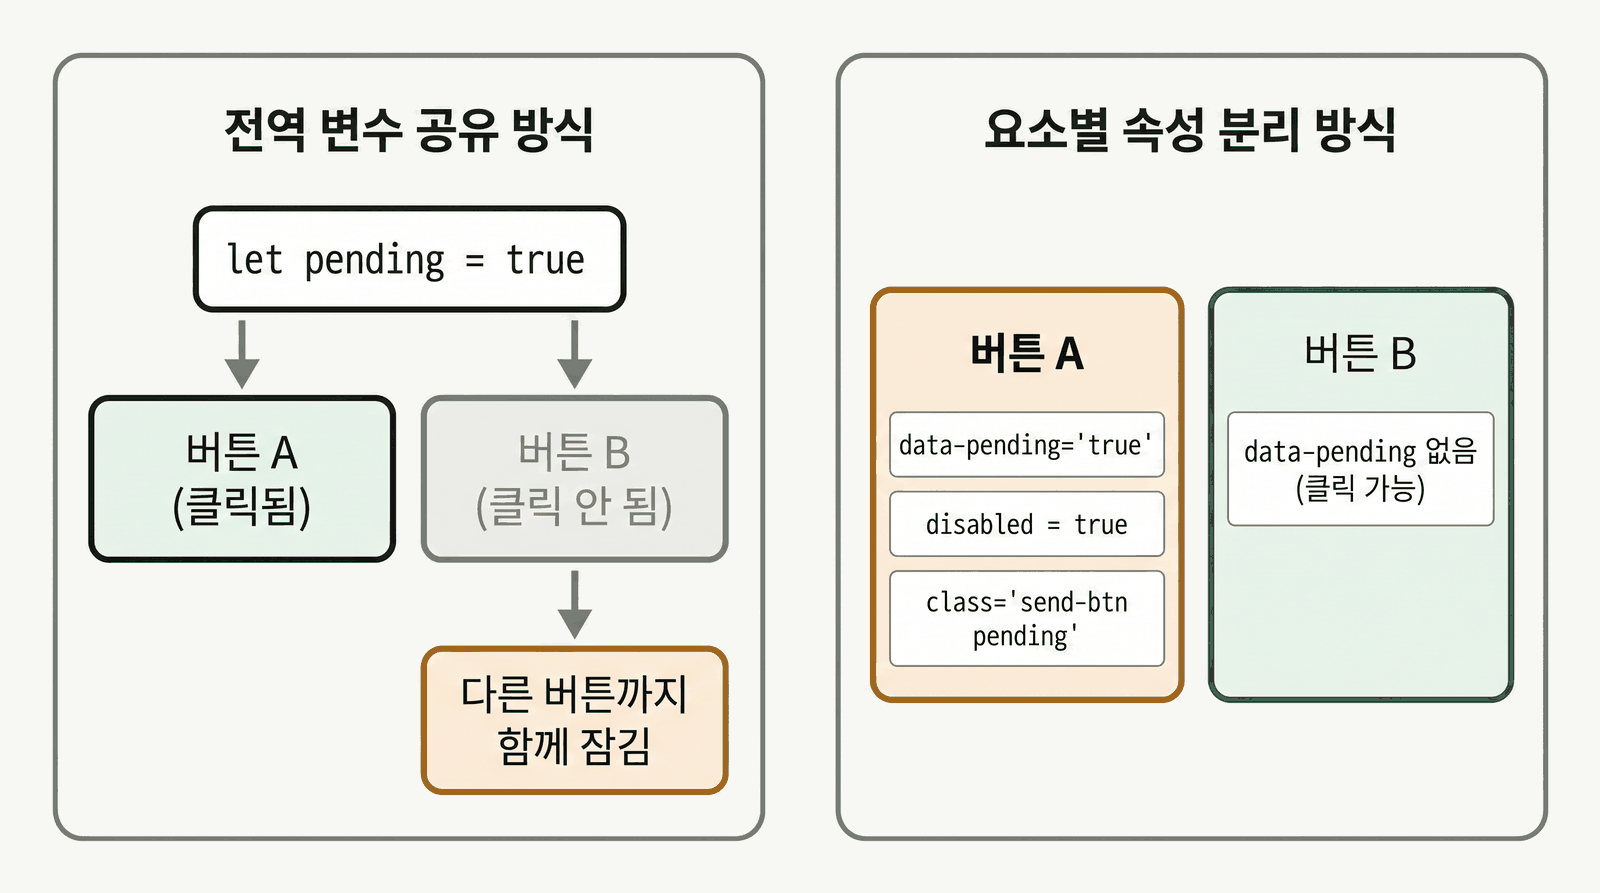 전역 변수 공유 방식
let pending = true
버튼 A
(클릭됨)
버튼 B
(클릭 안 됨)
다른 버튼까지
함께 잠김
요소별 속성 분리 방식
버튼 A
data-pending='true'
disabled = true
class='send-btn
pending'
버튼 B
data-pending 없음
(클릭 가능)